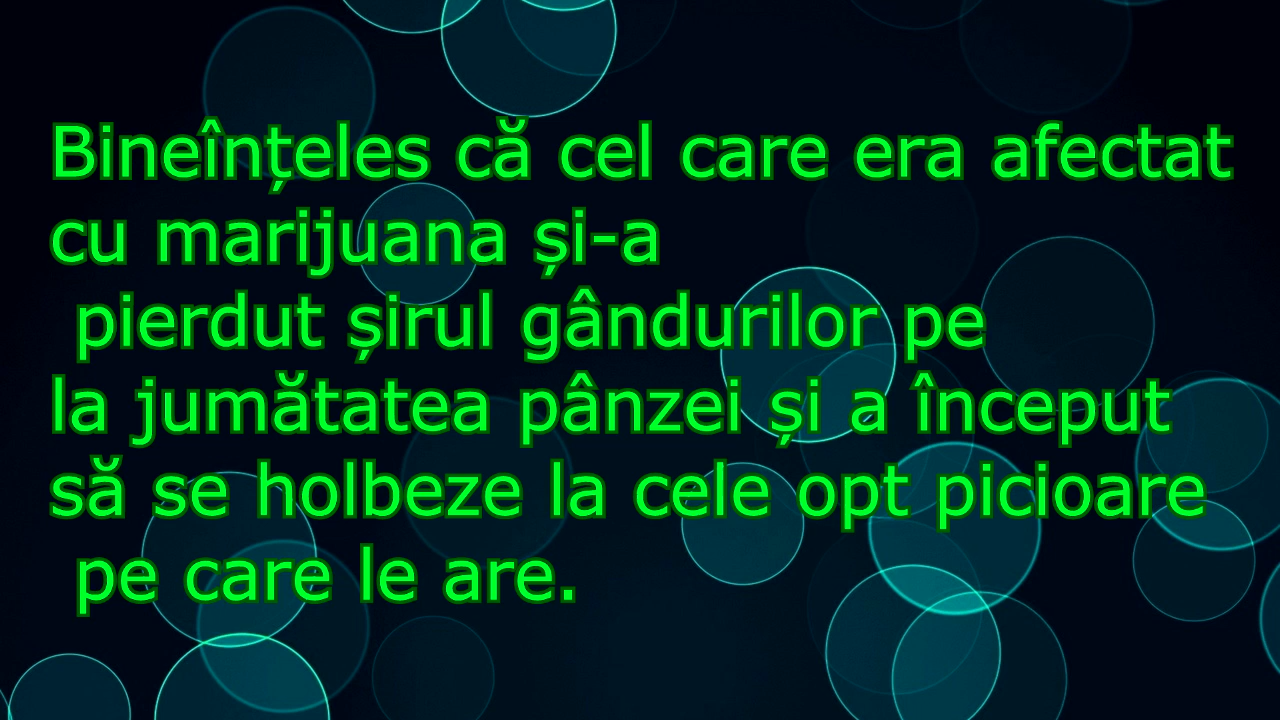 Bineînțeles că cel care era afectat
cu marijuana și-a
pierdut șirul gândurilor pe
la jumătatea pânzei și a început
să se holbeze la cele opt picioare
pe care le are.